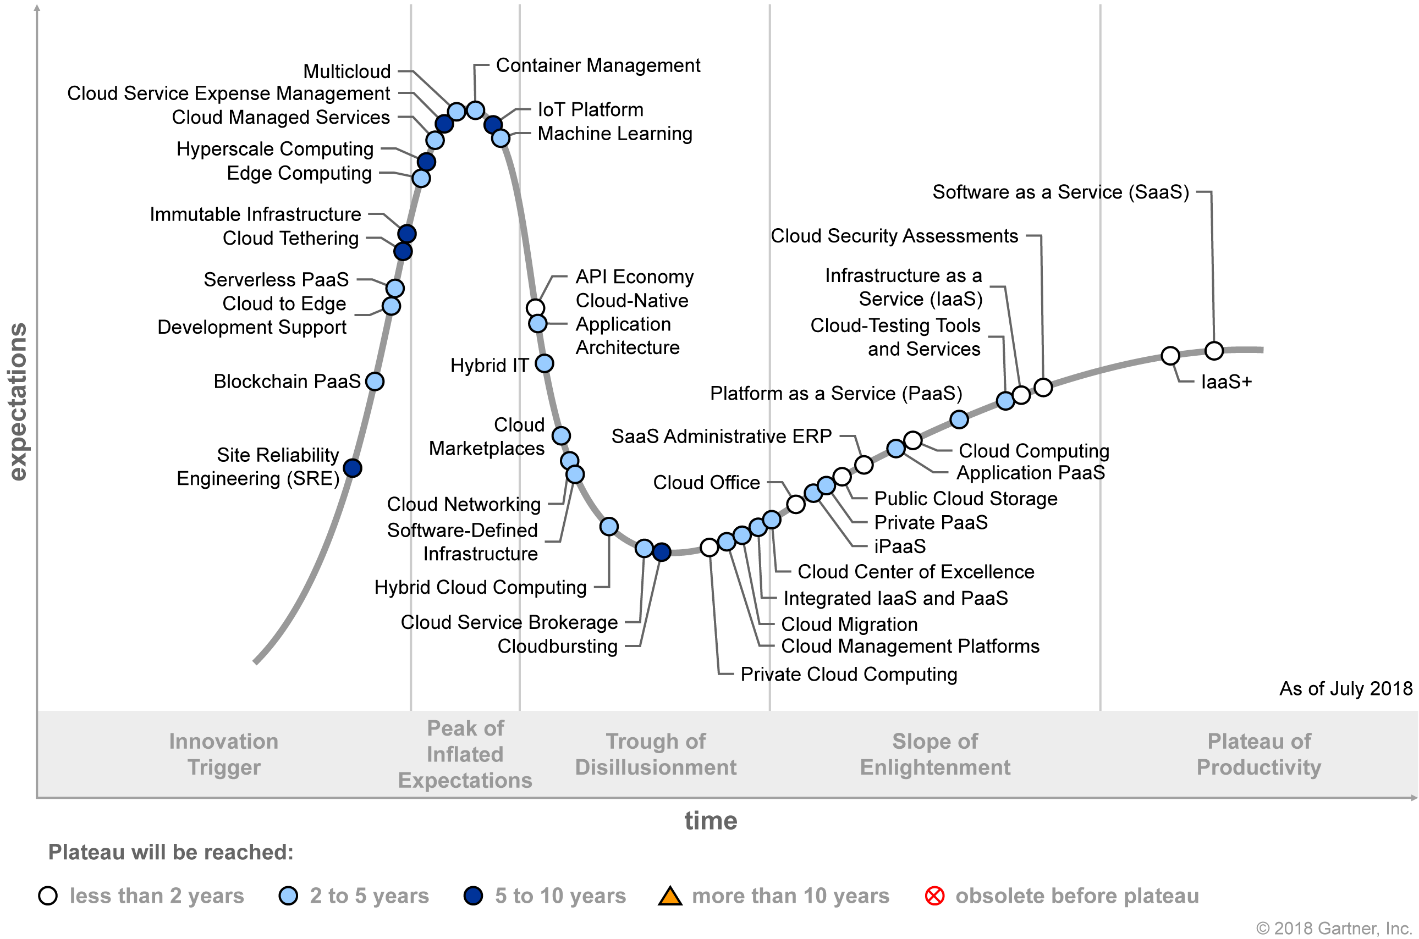 Multicloud
Container Management
Cloud Service Expense Management
Cloud Managed Services
IoT Platform
Machine Learning
Hyperscale Computing
Edge Computing
Immutable Infrastructure
Cloud Tethering
Serverless PaaS
Cloud to Edge
Development Support
Blockchain PaaS
Site Reliability
Engineering (SRE)
API Economy
Cloud-Native
Application
Architecture
Hybrid IT
Cloud
Marketplaces
Cloud Networking
Software-Defined
Infrastructure
Hybrid Cloud Computing
Cloud Service Brokerage
Cloudbursting
Software as a Service (SaaS)
Cloud Security Assessments
Infrastructure as a
Service (IaaS)
Cloud-Testing Tools
and Services
Platform as a Service (PaaS)
SaaS Administrative ERP
Cloud Office
IaaS+
Cloud Computing
Application PaaS
Public Cloud Storage
Private PaaS
iPaaS
Cloud Center of Excellence
Integrated IaaS and PaaS
Cloud Migration
Cloud Management Platforms
Private Cloud Computing
expectations
As of July 2018
Innovation
Trigger
Peak of
Inflated
Expectations
Trough of
Disillusionment
Slope of
Enlightenment
Plateau of
Productivity
time
Plateau will be reached:
less than 2 years
2 to 5 years
5 to 10 years
more than 10 years
obsolete before plateau
© 2018 Gartner, Inc.